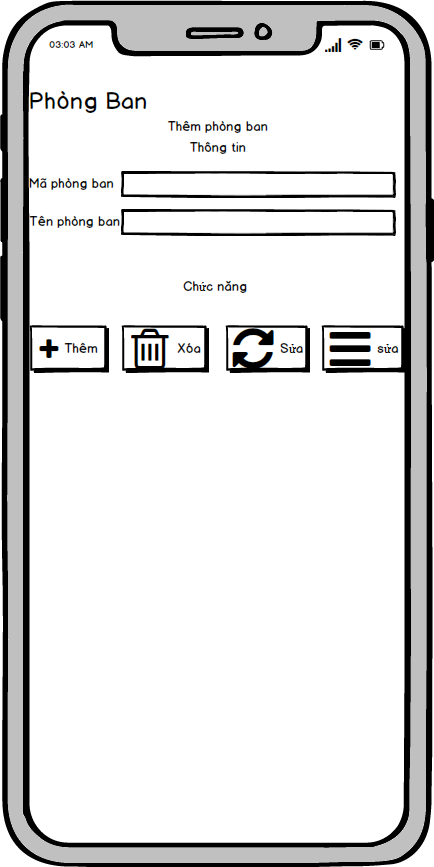 03:03 AM
Phòng Ban
Thêm phòng ban
Thông tin
Mã phòng ban
Tên phòng ban
Chức năng
Thêm Xóa Sửa sửa